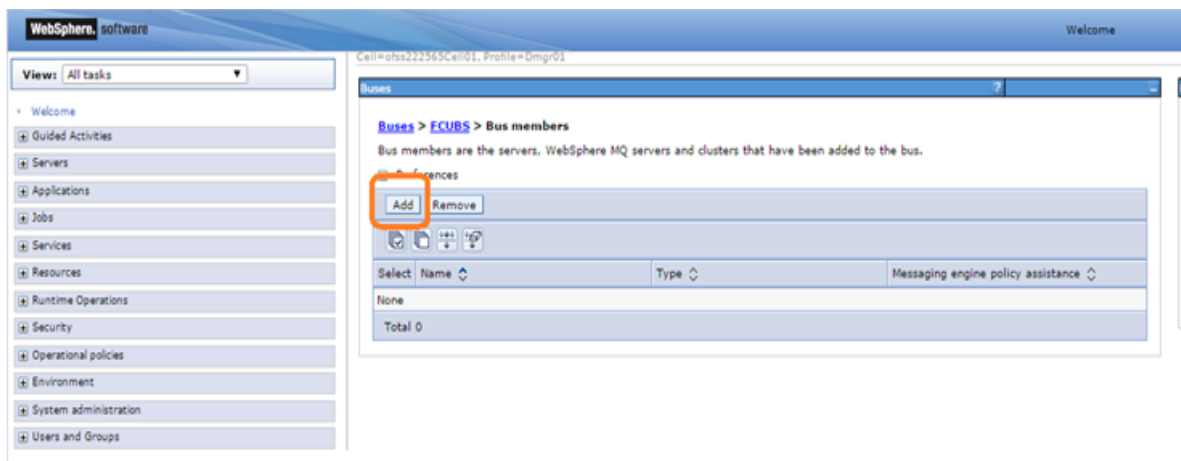 WebSphere. software
Welcome
View: All tasks
Cell=ofss222565Cell01, Profile=Dmgr01
Welcome
Guided Activities
Servers
Applications
Jobs
Services
Resources
Runtime Operations
Security
Operational policies
Environment
System administration
Users and Groups
Buses ? -
Buses > FCUBS > Bus members
Bus members are the servers, WebSphere MQ servers and clusters that have been added to the bus.
Preferences
Add Remove
Select Name Type Messaging engine policy assistance
None
Total 0